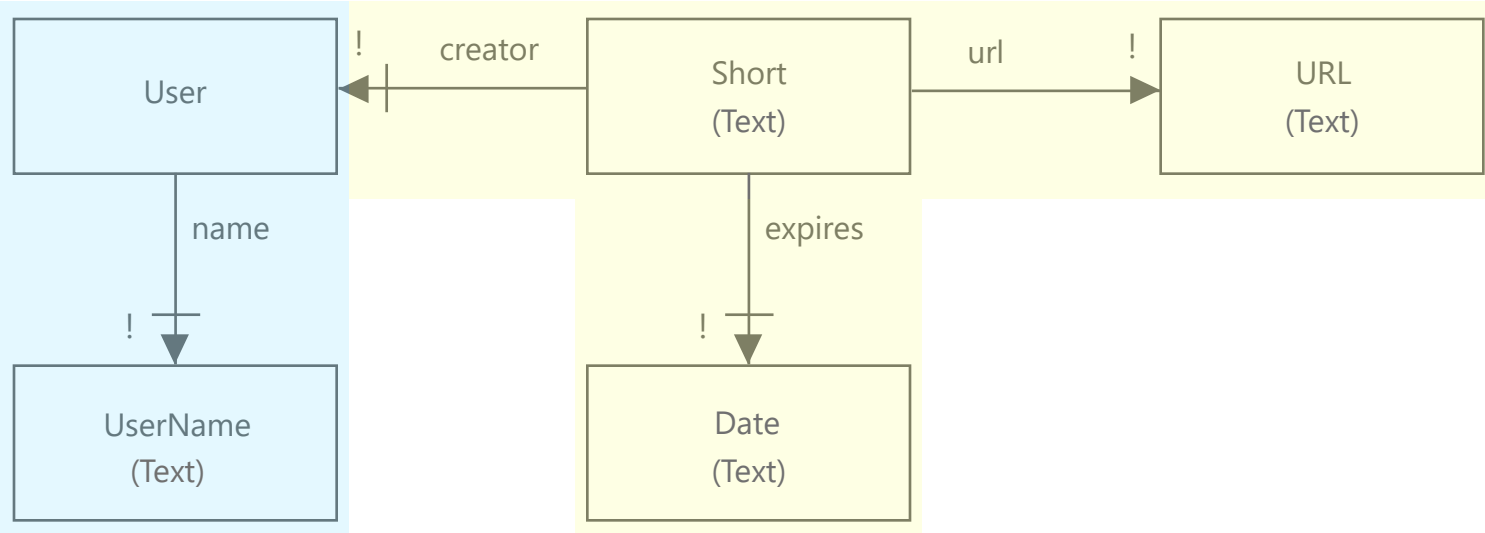 ! creator url !
User
Short
(Text)
URL
(Text)
name
expires
!
!
UserName
(Text)
Date
(Text)